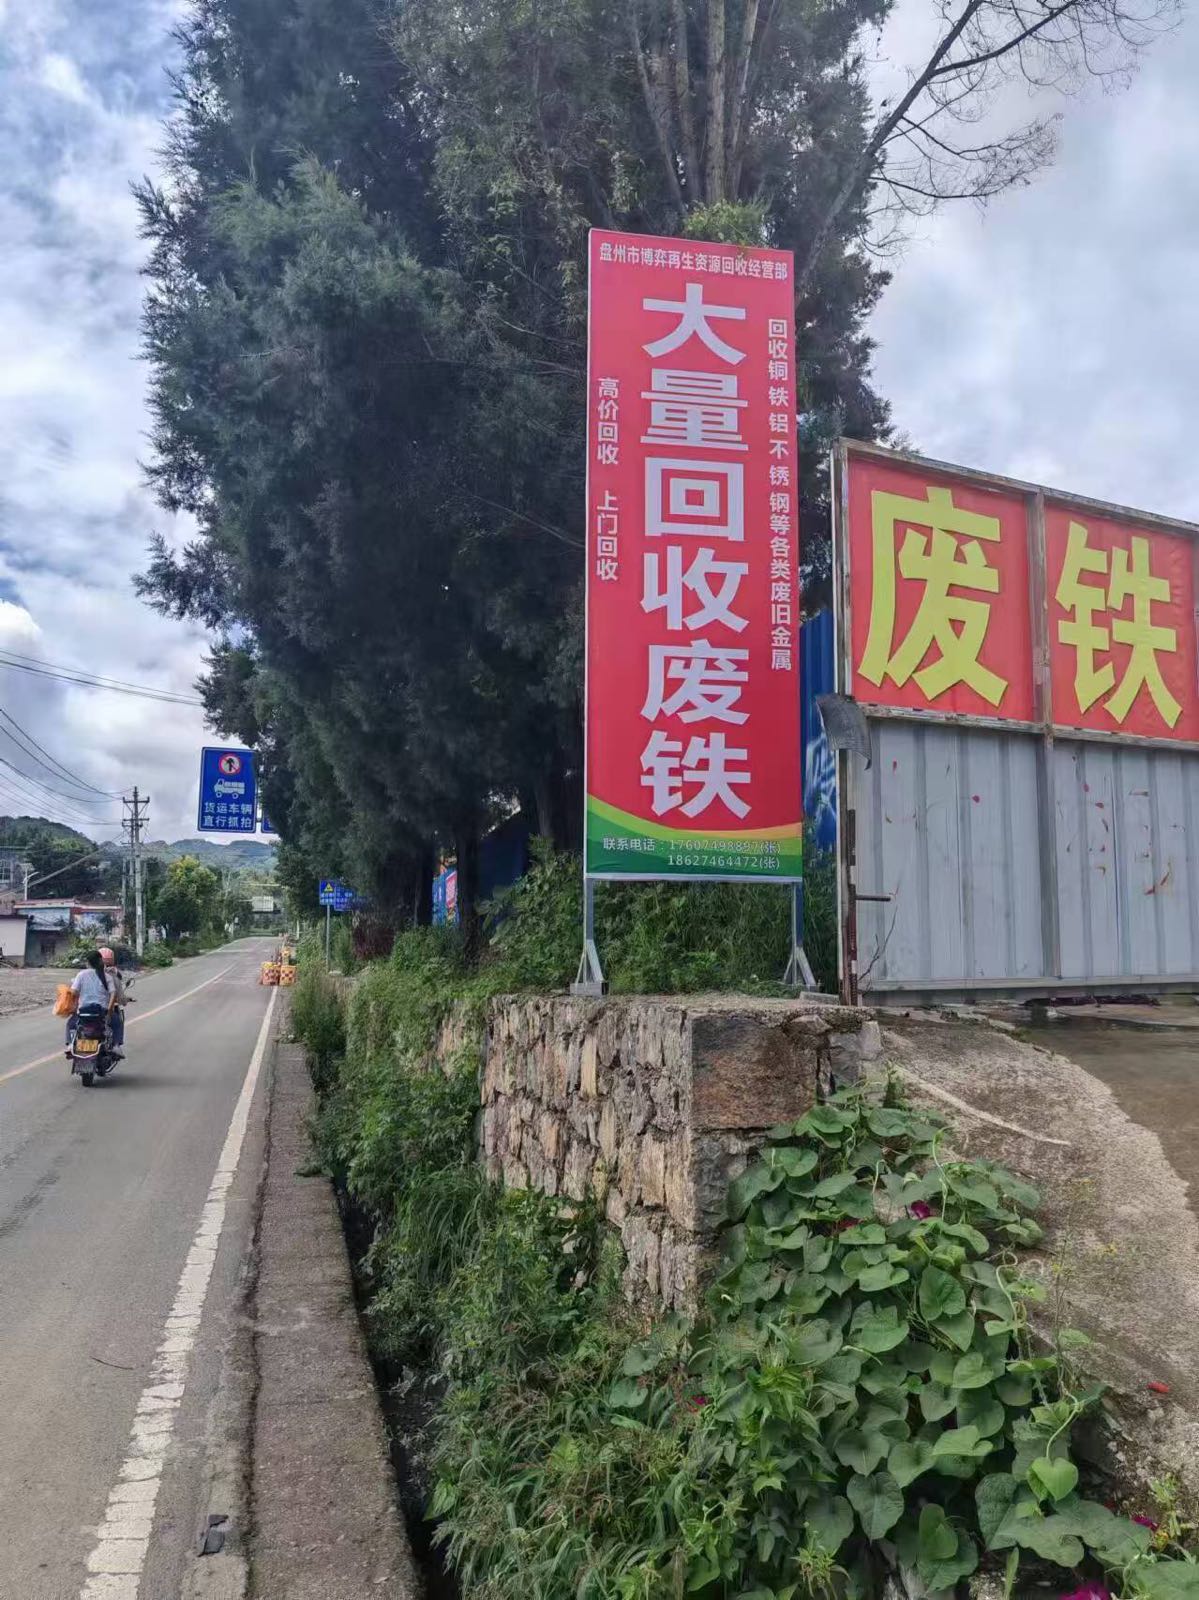 盘州市博弈再生资源回收经营部
大量回收废铁
回收铜铁铝不锈钢等各类废旧金属
高价回收 上门回收
联系电话：17607498897(张)
18627464472(张)
废铁
货运车辆
直行抓拍